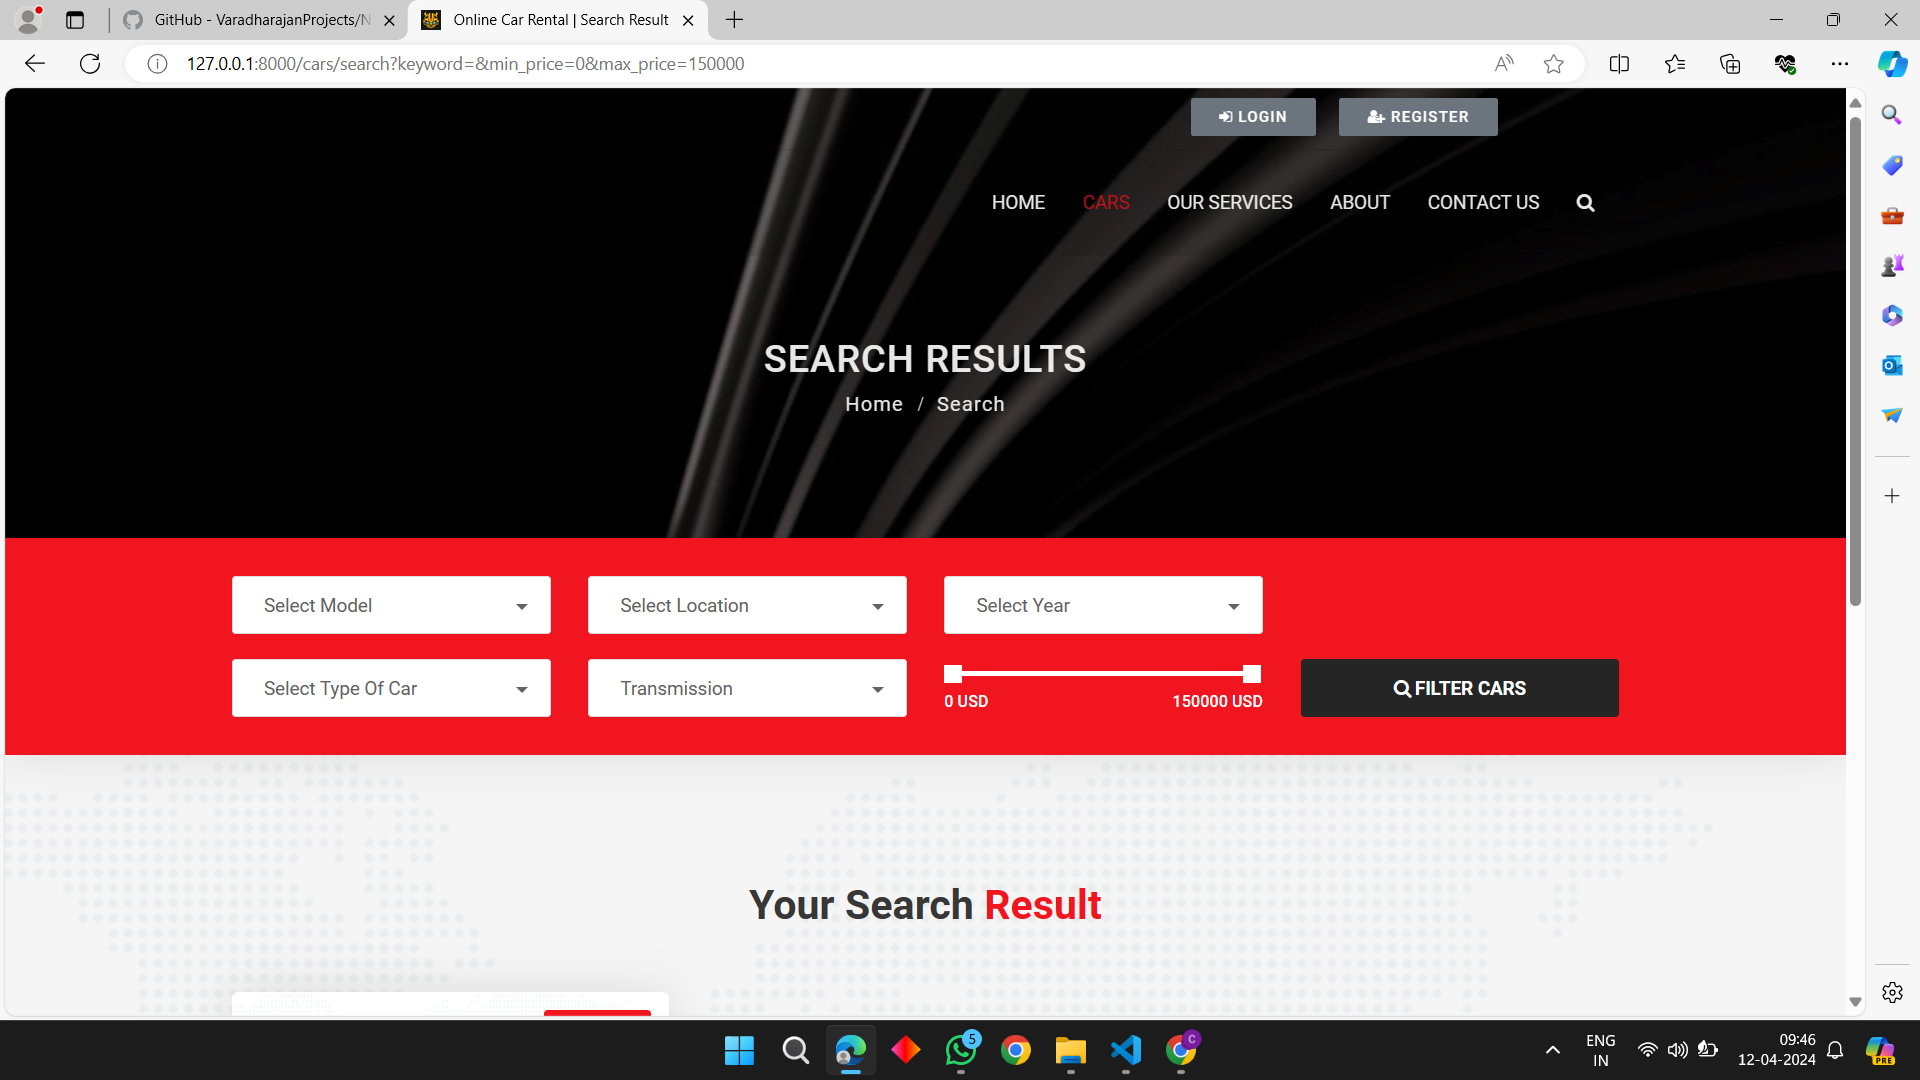 GitHub - VaradharajanProjects/N
Online Car Rental | Search Result
127.0.0.1:8000/cars/search?keyword=&min_price=0&max_price=150000
LOGIN
REGISTER
HOME
CARS
OUR SERVICES
ABOUT
CONTACT US
SEARCH RESULTS
Home / Search
Select Model
Select Location
Select Year
Select Type Of Car
Transmission
0 USD
150000 USD
FILTER CARS
Your Search Result
5
C
ENG
IN
09:46
12-04-2024
PRE